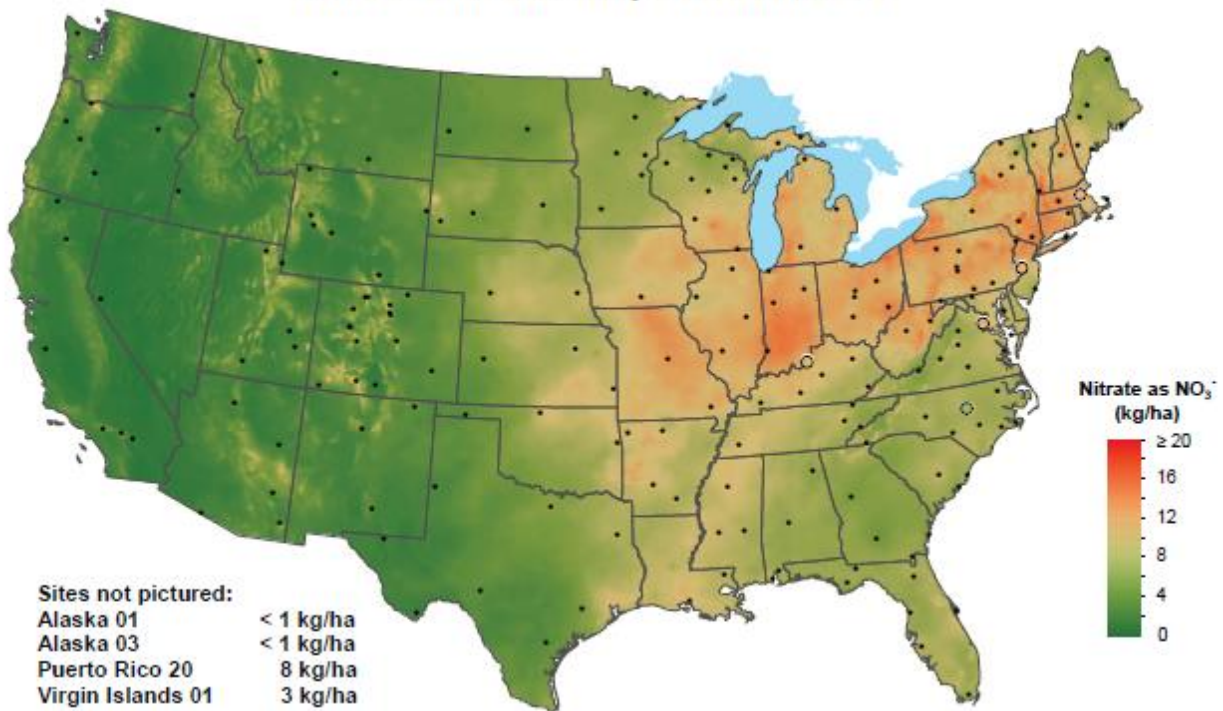 Nitrate as NO₃⁻
(kg/ha)
≥ 20
16
12
8
4
0
Sites not pictured:
Alaska 01 < 1 kg/ha
Alaska 03 < 1 kg/ha
Puerto Rico 20 8 kg/ha
Virgin Islands 01 3 kg/ha